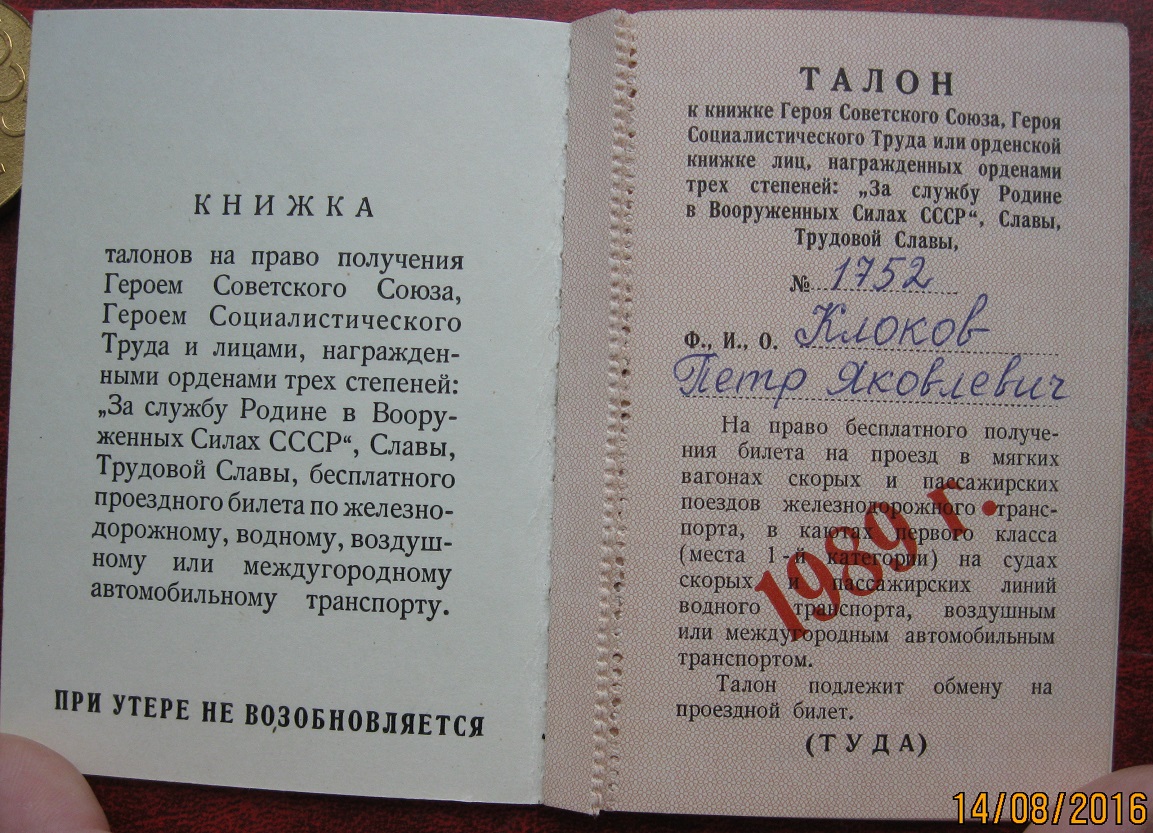 КНИЖКА
талонов на право получения
Героем Советского Союза,
Героем Социалистического
Труда и лицами, награжден-
ными орденами трех степеней:
„За службу Родине в Воору-
женных Силах СССР“, Славы,
Трудовой Славы, бесплатного
проездного билета по железно-
дорожному, водному, воздуш-
ному или междугородному
автомобильному транспорту.
ПРИ УТЕРЕ НЕ ВОЗОБНОВЛЯЕТСЯ
ТАЛОН
к книжке Героя Советского Союза, Героя
Социалистического Труда или орденской
книжке лиц, награжденных орденами
трех степеней: „За службу Родине
в Вооруженных Силах СССР“, Славы,
Трудовой Славы,
№ 1752
Ф., И., О. Клоков
Петр Яковлевич
На право бесплатного получе-
ния билета на проезд в мягких
вагонах скорых и пассажирских
поездов железнодорожного транс-
порта, в каютах первого класса
(места 1-й категории) на судах
скорых и пассажирских линий
водного транспорта, воздушным
или междугородным автомобильным
транспортом.
Талон подлежит обмену на
проездной билет.
(ТУДА)
1989 г.
14/08/2016